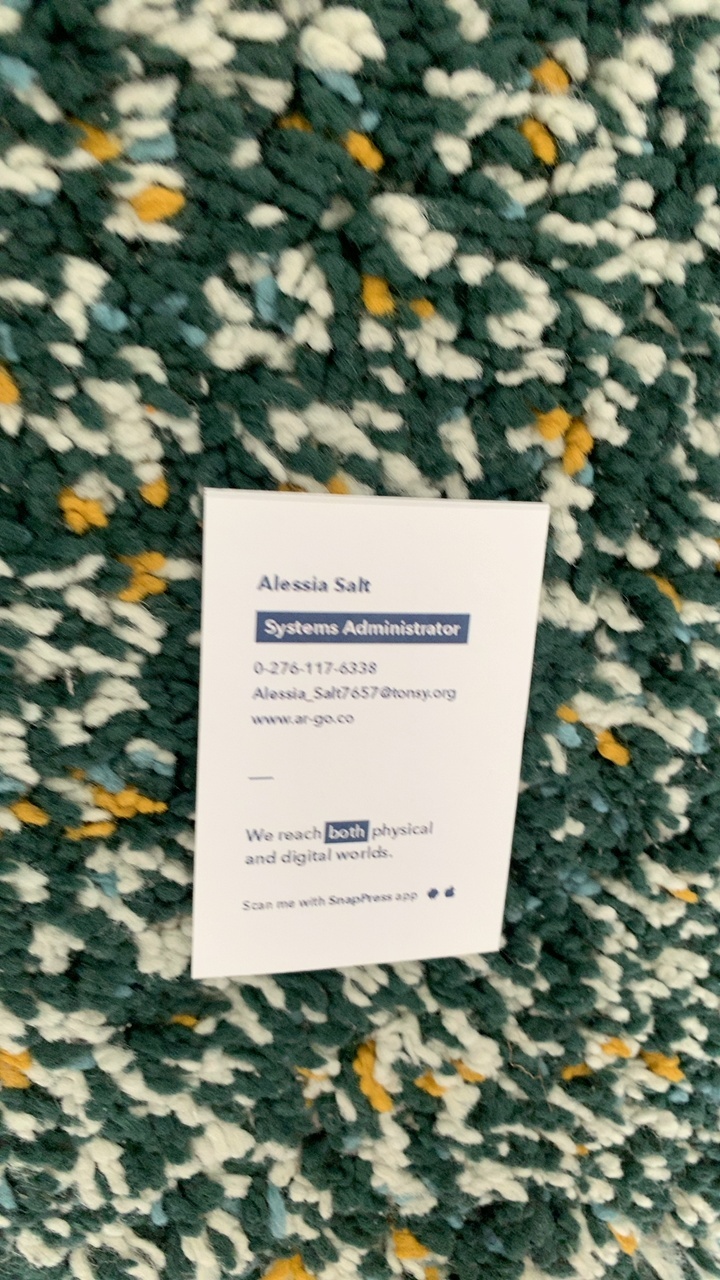 Alessia Salt
Systems Administrator
0-276-117-6338
Alessia_Salt7657@tonsy.org
www.ar-go.co
We reach both physical
and digital worlds.
Scan me with SnapPress app